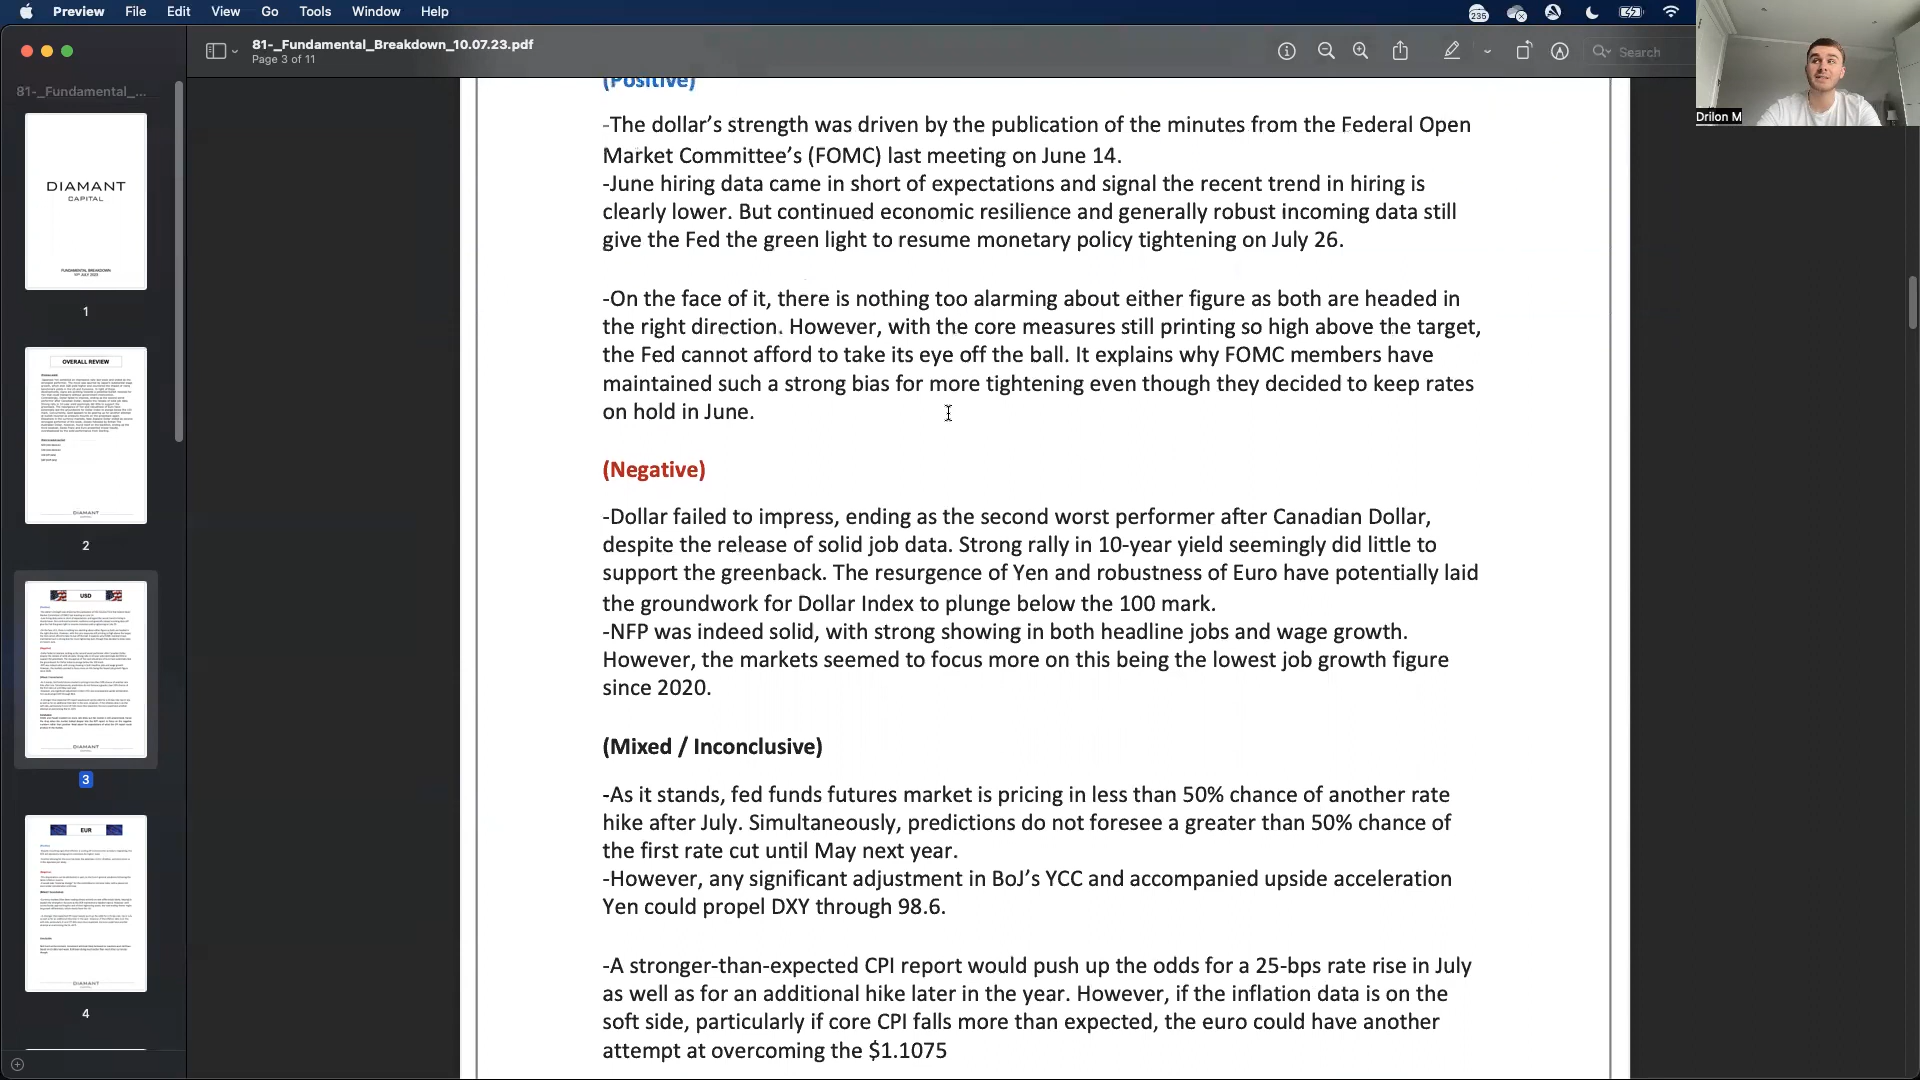 Preview File Edit View Go Tools Window Help
235
81-_Fundamental_Breakdown_10.07.23.pdf
Page 3 of 11
Search
Drilon M
81-_Fundamental_...
DIAMANT
CAPITAL
FUNDAMENTAL BREAKDOWN
10TH JULY 2023
1
OVERALL REVIEW
DIAMANT
2
USD
DIAMANT
3
EUR
DIAMANT
4
(Positive)
-The dollar’s strength was driven by the publication of the minutes from the Federal Open
Market Committee’s (FOMC) last meeting on June 14.
-June hiring data came in short of expectations and signal the recent trend in hiring is
clearly lower. But continued economic resilience and generally robust incoming data still
give the Fed the green light to resume monetary policy tightening on July 26.
-On the face of it, there is nothing too alarming about either figure as both are headed in
the right direction. However, with the core measures still printing so high above the target,
the Fed cannot afford to take its eye off the ball. It explains why FOMC members have
maintained such a strong bias for more tightening even though they decided to keep rates
on hold in June.
(Negative)
-Dollar failed to impress, ending as the second worst performer after Canadian Dollar,
despite the release of solid job data. Strong rally in 10-year yield seemingly did little to
support the greenback. The resurgence of Yen and robustness of Euro have potentially laid
the groundwork for Dollar Index to plunge below the 100 mark.
-NFP was indeed solid, with strong showing in both headline jobs and wage growth.
However, the markets seemed to focus more on this being the lowest job growth figure
since 2020.
(Mixed / Inconclusive)
-As it stands, fed funds futures market is pricing in less than 50% chance of another rate
hike after July. Simultaneously, predictions do not foresee a greater than 50% chance of
the first rate cut until May next year.
-However, any significant adjustment in BoJ’s YCC and accompanied upside acceleration
Yen could propel DXY through 98.6.
-A stronger-than-expected CPI report would push up the odds for a 25-bps rate rise in July
as well as for an additional hike later in the year. However, if the inflation data is on the
soft side, particularly if core CPI falls more than expected, the euro could have another
attempt at overcoming the $1.1075